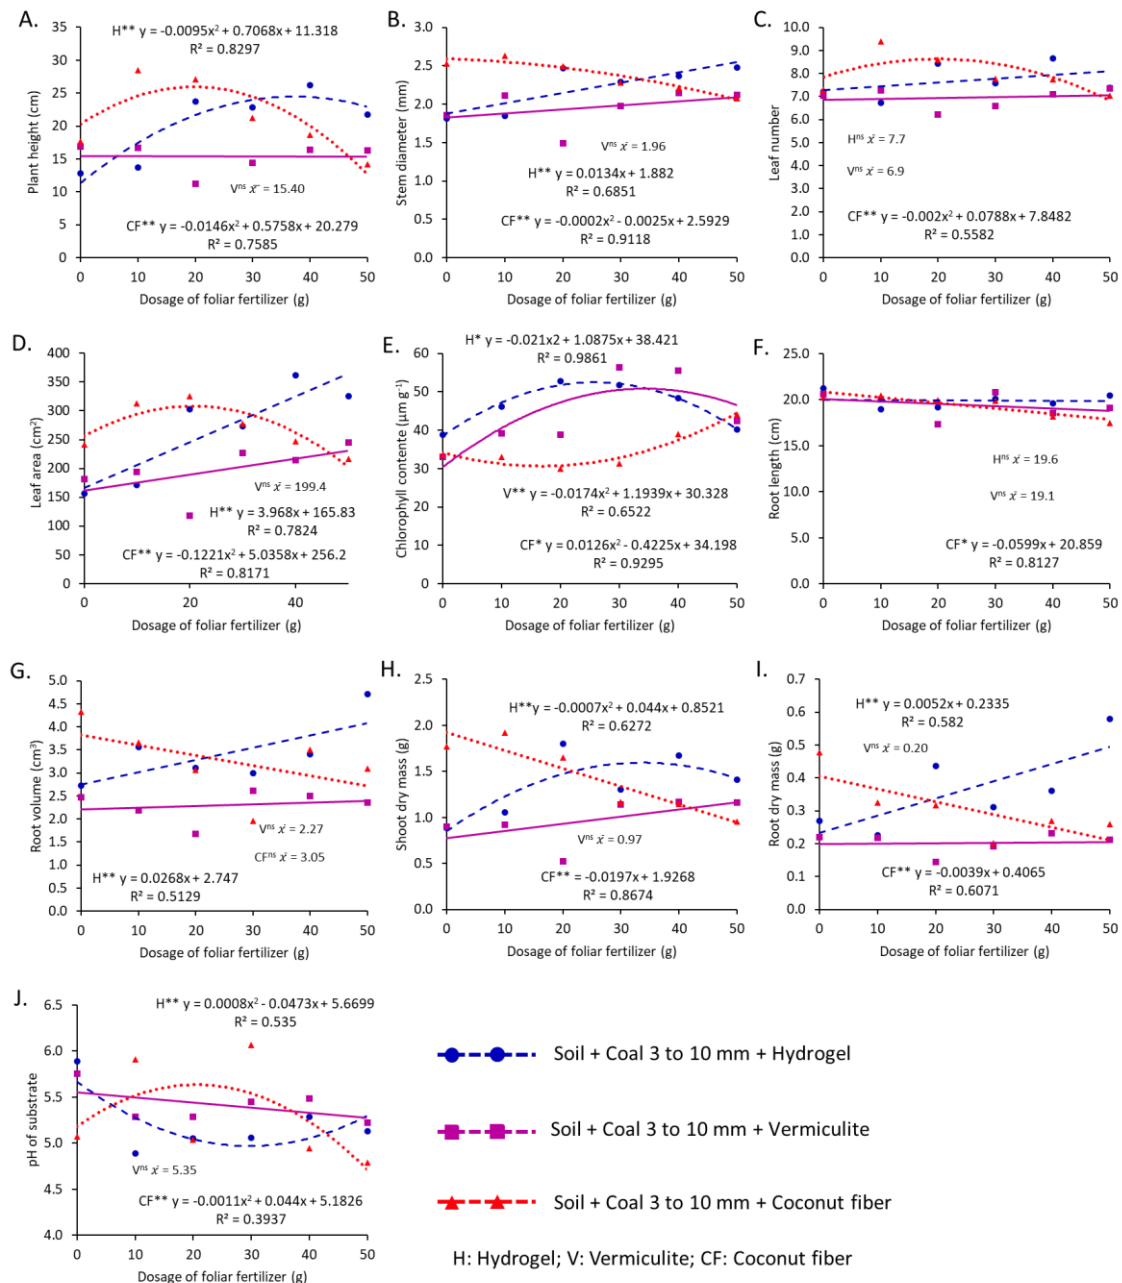 A.
H** y = -0.0095x² + 0.7068x + 11.318
R² = 0.8297
35
30
25
20
15
10
5
0
Plant height (cm)
Vⁿˢ x̄ = 15.40
CF** y = -0.0146x² + 0.5758x + 20.279
R² = 0.7585
0 10 20 30 40 50
Dosage of foliar fertilizer (g)
B.
3.5
3.0
2.5
2.0
1.5
1.0
0.5
0.0
Stem diameter (mm)
Vⁿˢ x̄ = 1.96
H** y = 0.0134x + 1.882
R² = 0.6851
CF** y = -0.0002x² - 0.0025x + 2.5929
R² = 0.9118
0 10 20 30 40 50
Dosage of foliar fertilizer (g)
C.
10.0
9.0
8.0
7.0
6.0
5.0
4.0
3.0
2.0
1.0
0.0
Leaf number
Hⁿˢ x̄ = 7.7
Vⁿˢ x̄ = 6.9
CF** y = -0.002x² + 0.0788x + 7.8482
R² = 0.5582
0 10 20 30 40 50
Dosage of foliar fertilizer (g)
D.
400
350
300
250
200
150
100
50
0
Leaf area (cm²)
Vⁿˢ x̄ = 199.4
H** y = 3.968x + 165.83
R² = 0.7824
CF** y = -0.1221x² + 5.0358x + 256.2
R² = 0.8171
0 20 40
Dosage of foliar fertilizer (g)
E.
H* y = -0.021x2 + 1.0875x + 38.421
R² = 0.9861
60
50
40
30
20
10
0
Chlorophyll contente (µm g⁻¹)
V** y = -0.0174x² + 1.1939x + 30.328
R² = 0.6522
CF* y = 0.0126x² - 0.4225x + 34.198
R² = 0.9295
0 10 20 30 40 50
Dosage of foliar fertilizer (g)
F.
25.0
20.0
15.0
10.0
5.0
0.0
Root length (cm)
Hⁿˢ x̄ = 19.6
Vⁿˢ x̄ = 19.1
CF* y = -0.0599x + 20.859
R² = 0.8127
0 10 20 30 40 50
Dosage of foliar fertilizer (g)
G.
5.0
4.5
4.0
3.5
3.0
2.5
2.0
1.5
1.0
0.5
0.0
Root volume (cm³)
Vⁿˢ x̄ = 2.27
CFⁿˢ x̄ = 3.05
H** y = 0.0268x + 2.747
R² = 0.5129
0 10 20 30 40 50
Dosage of foliar fertilizer (g)
H.
2.5
2.0
1.5
1.0
0.5
0.0
Shoot dry mass (g)
H**y = -0.0007x² + 0.044x + 0.8521
R² = 0.6272
Vⁿˢ x̄ = 0.97
CF** = -0.0197x + 1.9268
R² = 0.8674
0 10 20 30 40 50
Dosage of foliar fertilizer (g)
I.
0.7
0.6
0.5
0.4
0.3
0.2
0.1
0.0
Root dry mass (g)
H** y = 0.0052x + 0.2335
R² = 0.582
Vⁿˢ x̄ = 0.20
CF** y = -0.0039x + 0.4065
R² = 0.6071
0 10 20 30 40 50
Dosage of foliar fertilizer (g)
J.
6.5
6.0
5.5
5.0
4.5
4.0
pH of substrate
H** y = 0.0008x² - 0.0473x + 5.6699
R² = 0.535
Vⁿˢ x̄ = 5.35
CF** y = -0.0011x² + 0.044x + 5.1826
R² = 0.3937
0 10 20 30 40 50
Dosage of foliar fertilizer (g)
Soil + Coal 3 to 10 mm + Hydrogel
Soil + Coal 3 to 10 mm + Vermiculite
Soil + Coal 3 to 10 mm + Coconut fiber
H: Hydrogel; V: Vermiculite; CF: Coconut fiber